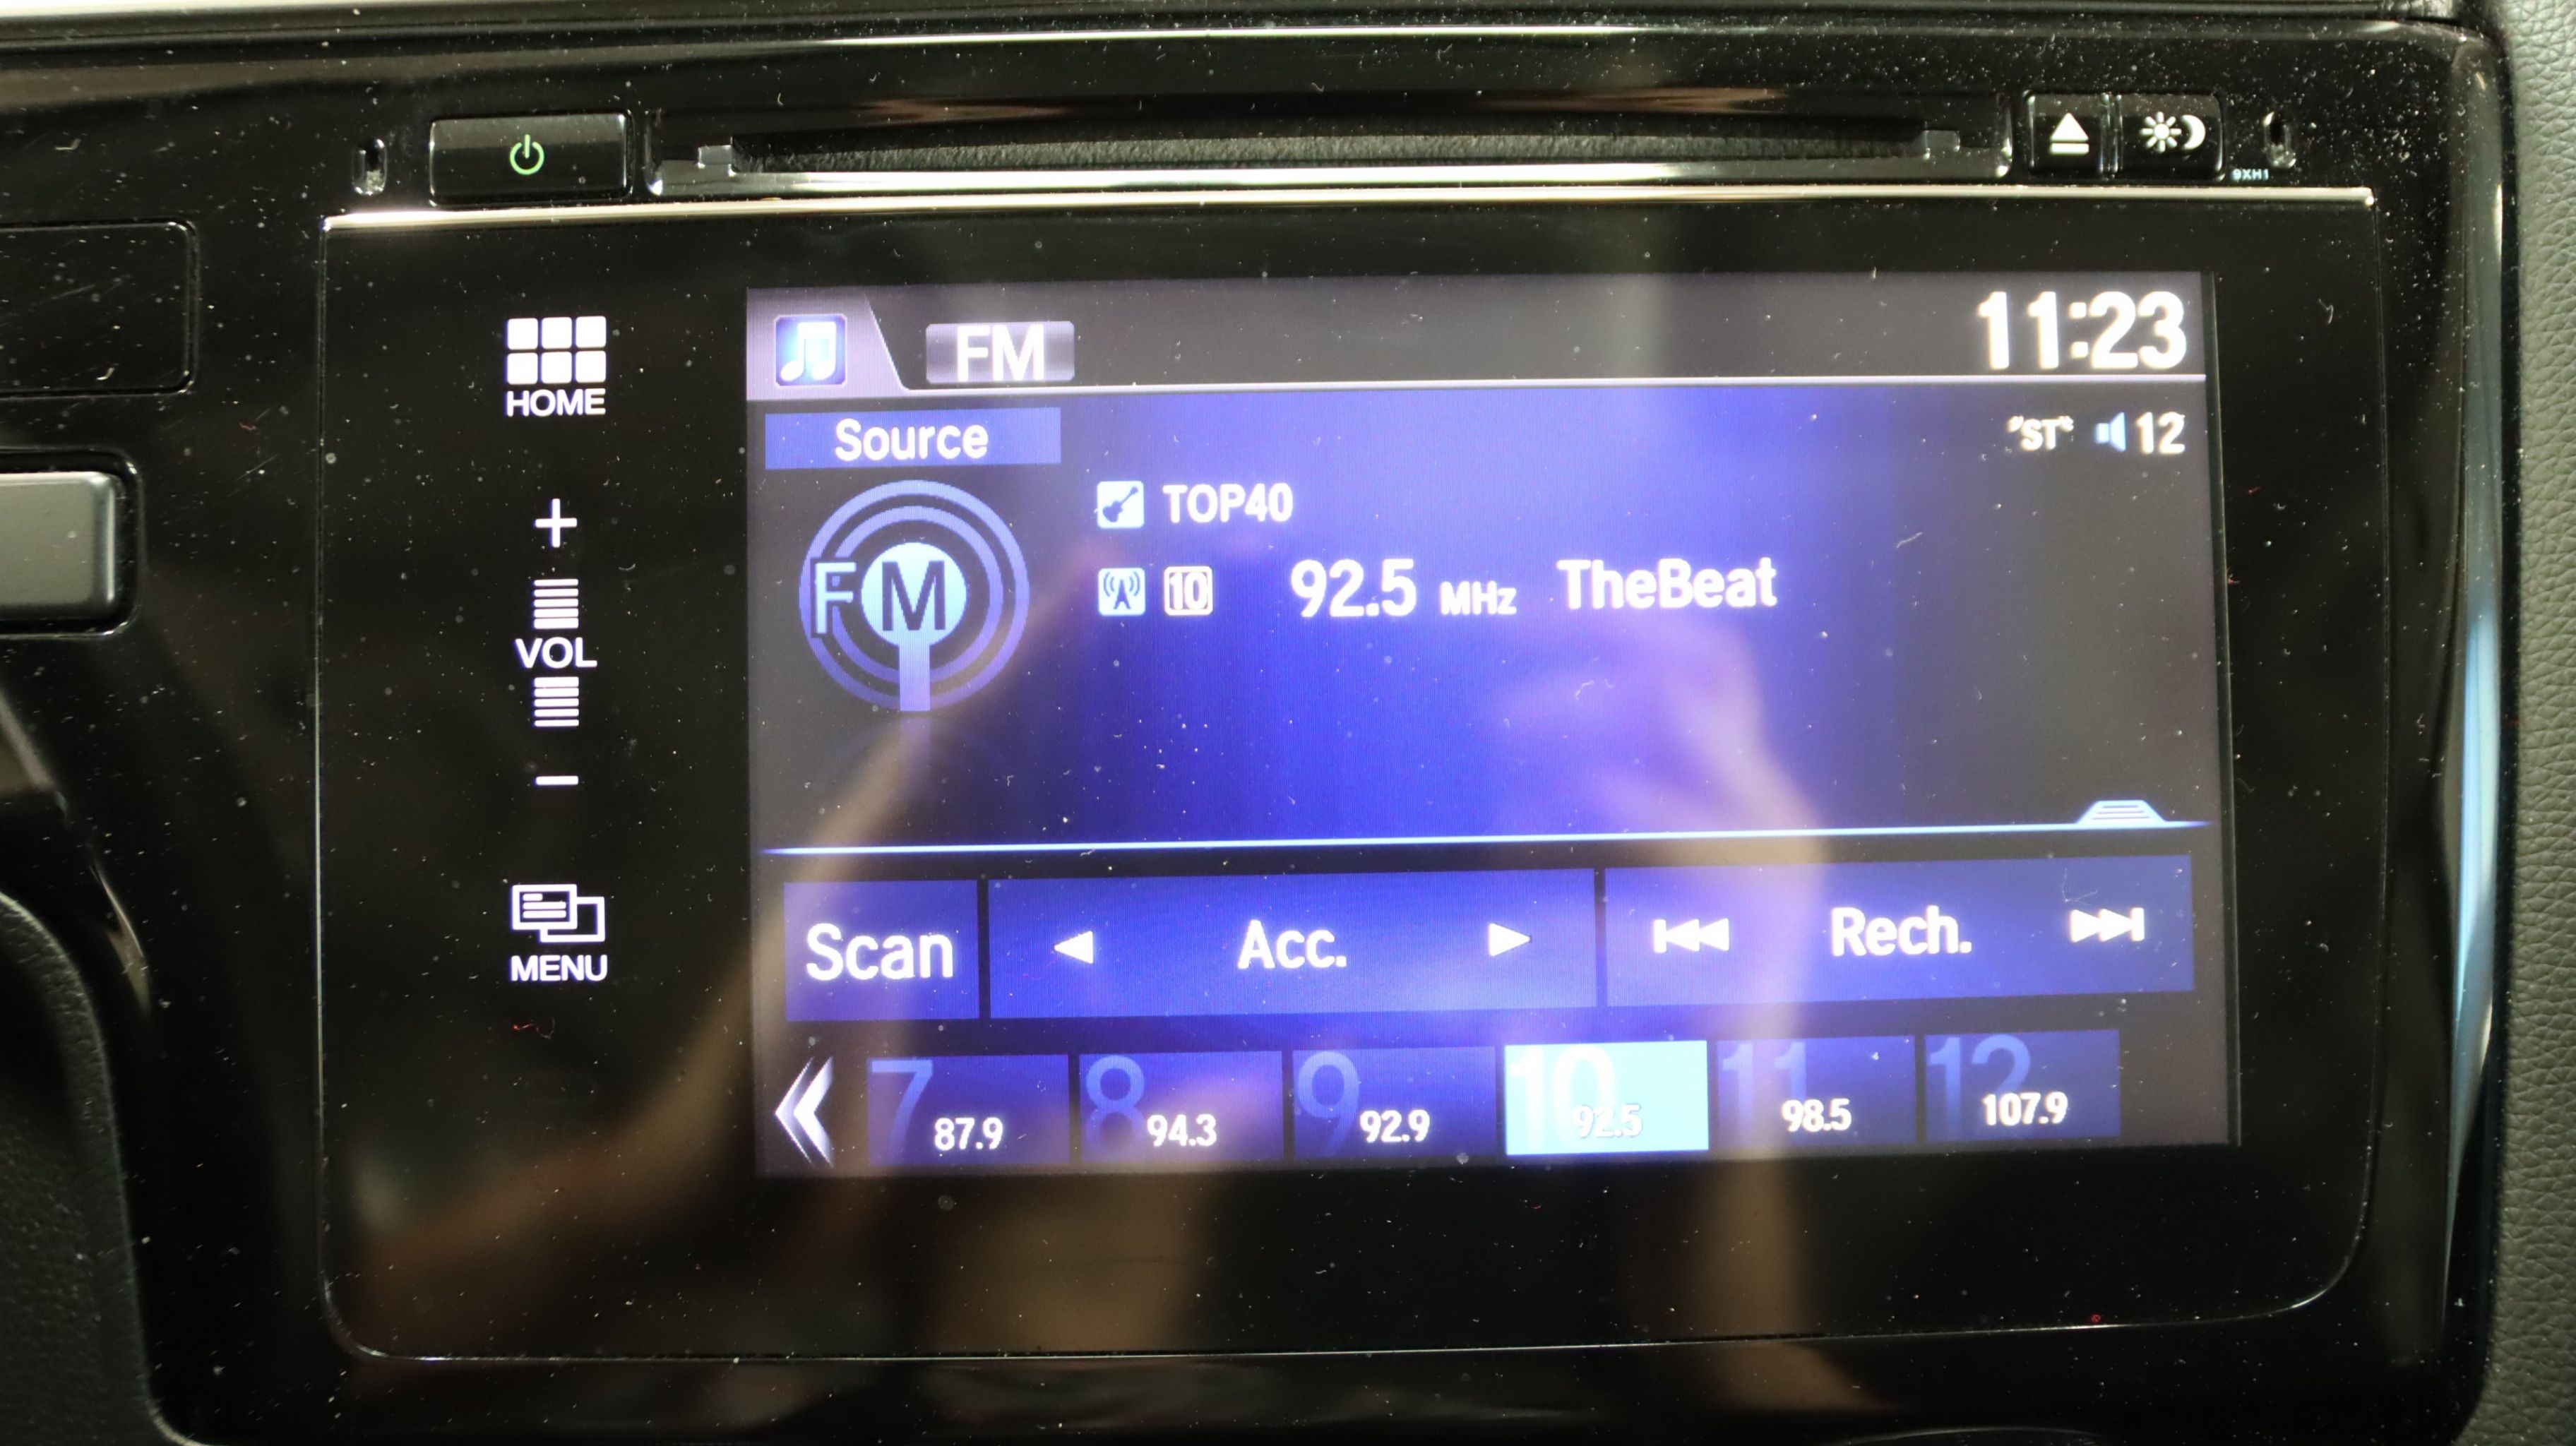 9XH1
HOME
FM 11:23
Source "ST" 12
TOP40
FM
10 92.5 MHz TheBeat
+
VOL
−
MENU
Scan Acc. Rech.
7 87.9 8 94.3 9 92.9 10 92.5 11 98.5 12 107.9